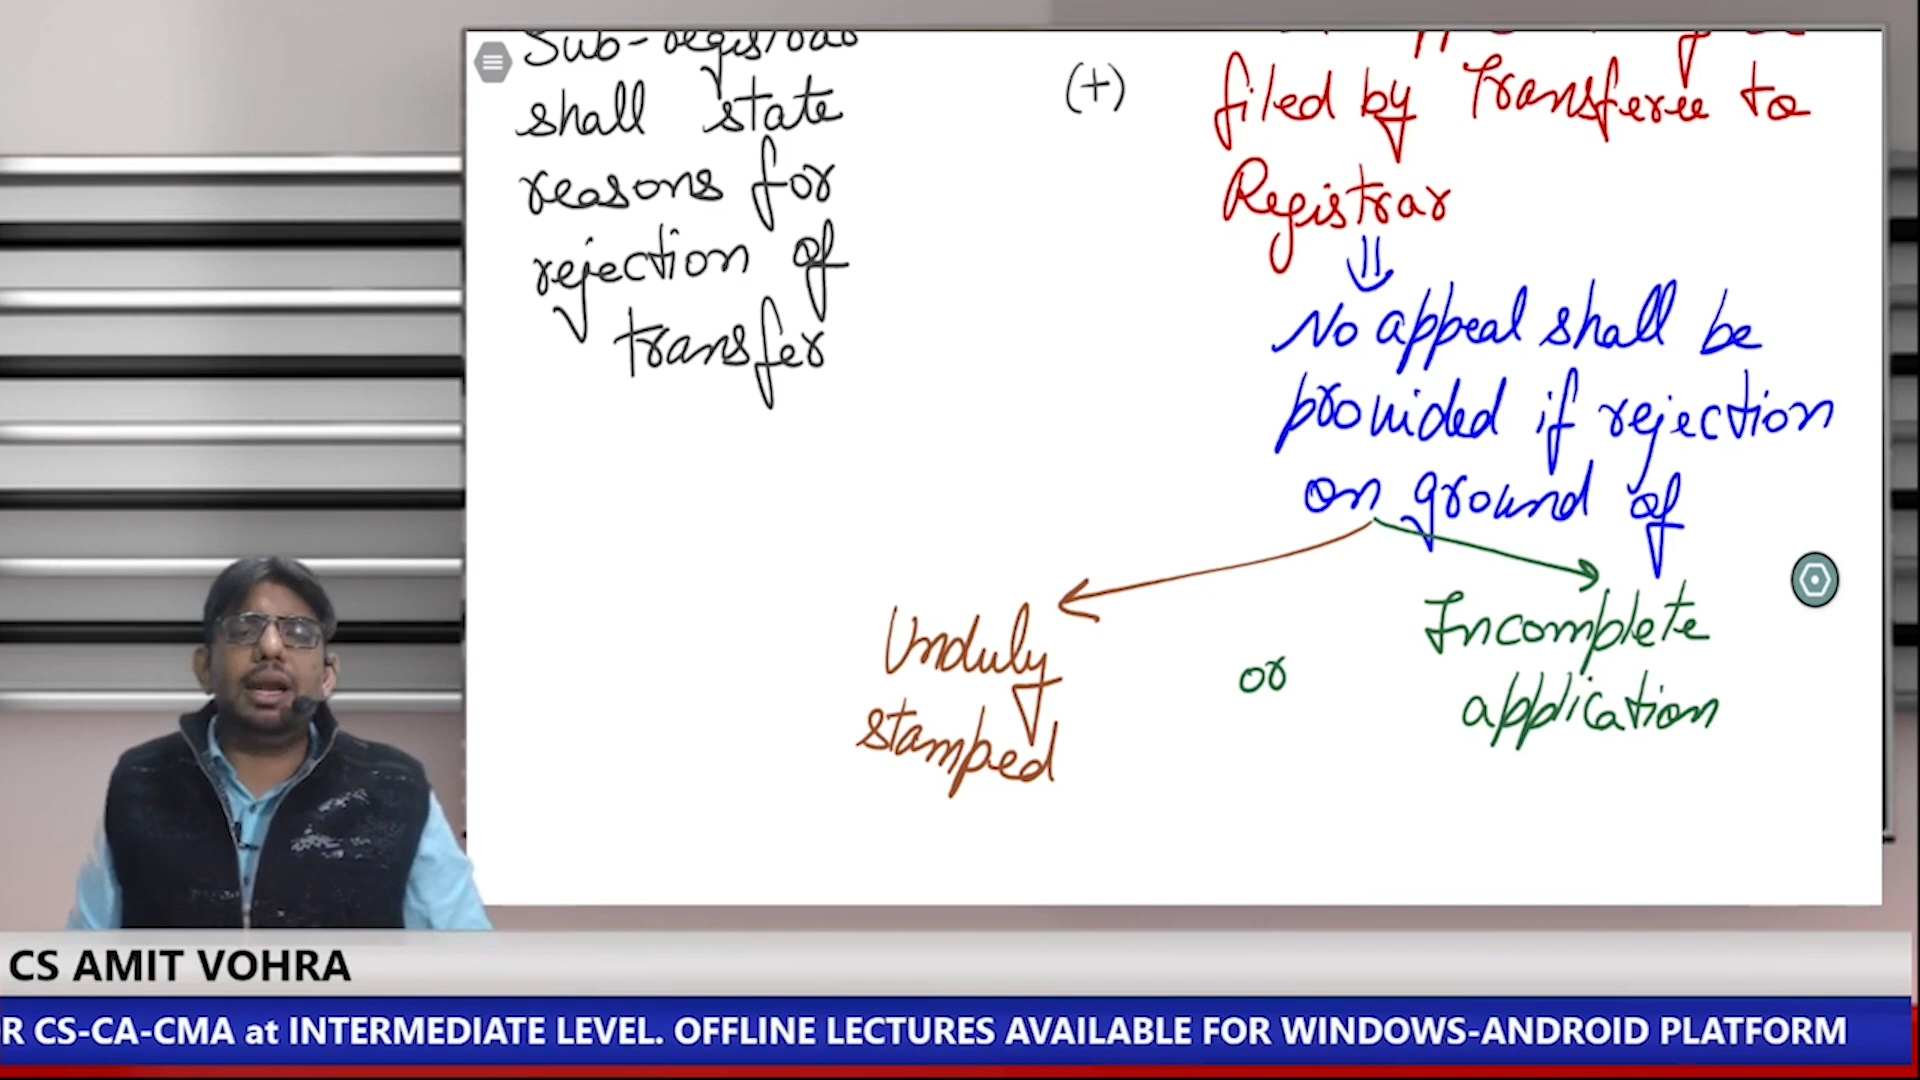 Sub-registrar
shall state
reasons for
rejection of
transfer
(+)
filed by Transferee to
Registrar
No appeal shall be
provided if rejection
on ground of
Unduly
stamped
or
Incomplete
application
CS AMIT VOHRA
R CS-CA-CMA at INTERMEDIATE LEVEL. OFFLINE LECTURES AVAILABLE FOR WINDOWS-ANDROID PLATFORM